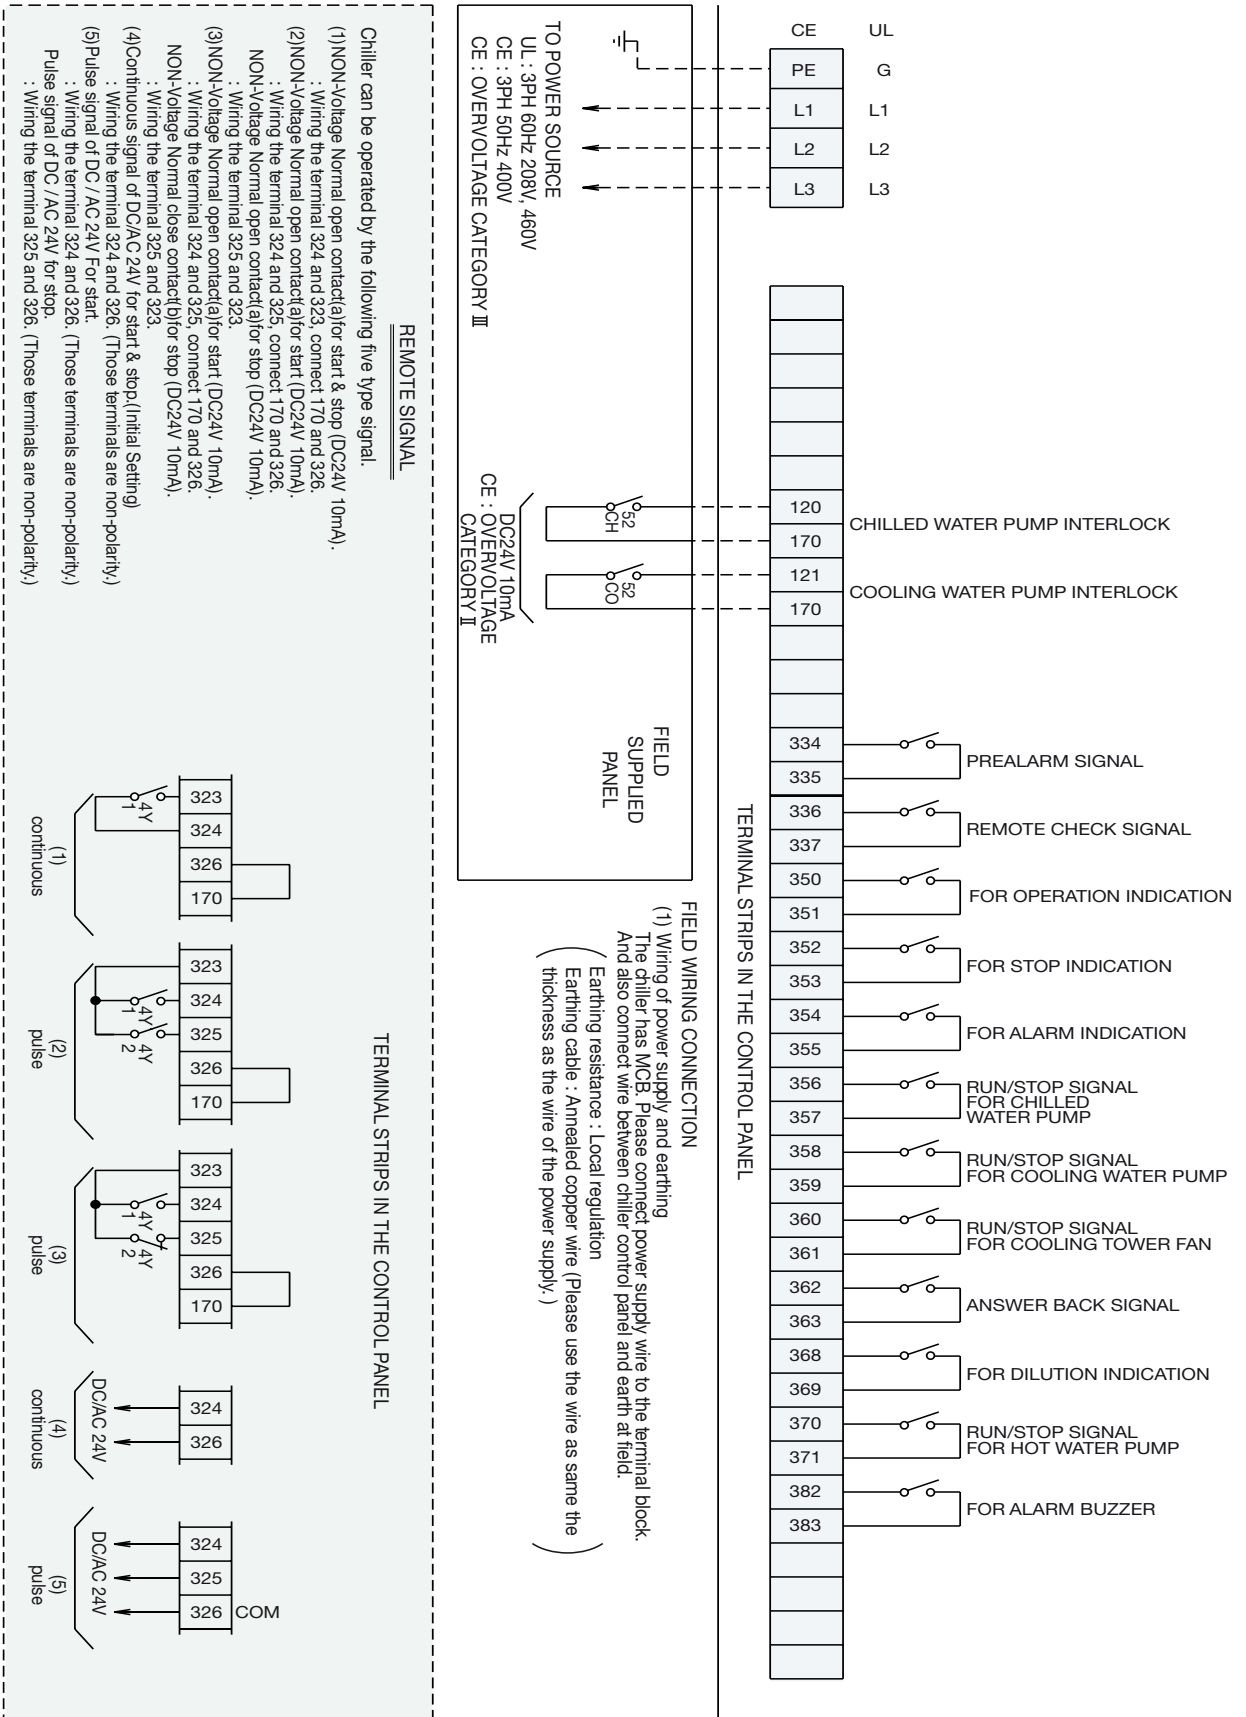 CE UL
PE G
L1 L1
L2 L2
L3 L3
120
170
121
170
334
335
336
337
350
351
352
353
354
355
356
357
358
359
360
361
362
363
368
369
370
371
382
383
CHILLED WATER PUMP INTERLOCK
COOLING WATER PUMP INTERLOCK
PREALARM SIGNAL
REMOTE CHECK SIGNAL
FOR OPERATION INDICATION
FOR STOP INDICATION
FOR ALARM INDICATION
RUN/STOP SIGNAL
FOR CHILLED
WATER PUMP
RUN/STOP SIGNAL
FOR COOLING WATER PUMP
RUN/STOP SIGNAL
FOR COOLING TOWER FAN
ANSWER BACK SIGNAL
FOR DILUTION INDICATION
RUN/STOP SIGNAL
FOR HOT WATER PUMP
FOR ALARM BUZZER
TERMINAL STRIPS IN THE CONTROL PANEL
TO POWER SOURCE
UL : 3PH 60Hz 208V, 460V
CE : 3PH 50Hz 400V
CE : OVERVOLTAGE CATEGORY Ⅲ
52
CH
52
CO
DC24V 10mA
CE : OVERVOLTAGE
CATEGORY Ⅱ
FIELD
SUPPLIED
PANEL
FIELD WIRING CONNECTION
(1) Wiring of power supply and earthing
The chiller has MCB. Please connect power supply wire to the terminal block.
And also connect wire between chiller control panel and earth at field.
Earthing resistance : Local regulation
Earthing cable : Annealed copper wire (Please use the wire as same the
thickness as the wire of the power supply. )
REMOTE SIGNAL
Chiller can be operated by the following five type signal.
(1)NON-Voltage Normal open contact(a)for start & stop (DC24V 10mA).
: Wiring the terminal 324 and 323, connect 170 and 326.
(2)NON-Voltage Normal open contact(a)for start (DC24V 10mA).
: Wiring the terminal 324 and 325, connect 170 and 326.
NON-Voltage Normal open contact(a)for stop (DC24V 10mA).
: Wiring the terminal 325 and 323.
(3)NON-Voltage Normal open contact(a)for start (DC24V 10mA).
: Wiring the terminal 324 and 325, connect 170 and 326.
NON-Voltage Normal close contact(b)for stop (DC24V 10mA).
: Wiring the terminal 325 and 323.
(4)Continuous signal of DC/AC 24V for start & stop.(Initial Setting)
: Wiring the terminal 324 and 326. (Those terminals are non-polarity.)
(5)Pulse signal of DC / AC 24V For start.
: Wiring the terminal 324 and 326. (Those terminals are non-polarity.)
Pulse signal of DC / AC 24V for stop.
: Wiring the terminal 325 and 326. (Those terminals are non-polarity.)
TERMINAL STRIPS IN THE CONTROL PANEL
323
324
326
170
4Y
1
(1)
continuous
323
324
325
326
170
4Y
1
4Y
2
(2)
pulse
323
324
325
326
170
4Y
1
4Y
2
(3)
pulse
324
326
DC/AC 24V
(4)
continuous
324
325
326 COM
DC/AC 24V
(5)
pulse